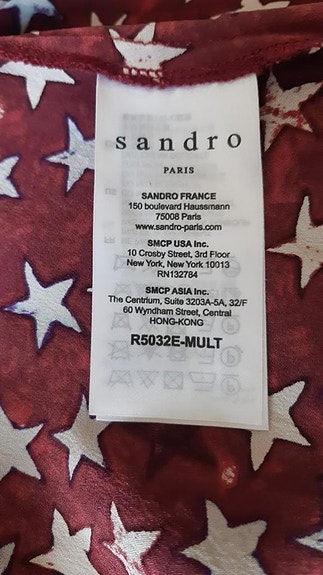 sandro
PARIS
SANDRO FRANCE
150 boulevard Haussmann
75008 Paris
www.sandro-paris.com
SMCP USA Inc.
10 Crosby Street, 3rd Floor
New York, New York 10013
RN132784
SMCP ASIA Inc.
The Centrium, Suite 3203A-5A, 32/F
60 Wyndham Street, Central
HONG-KONG
R5032E-MULT